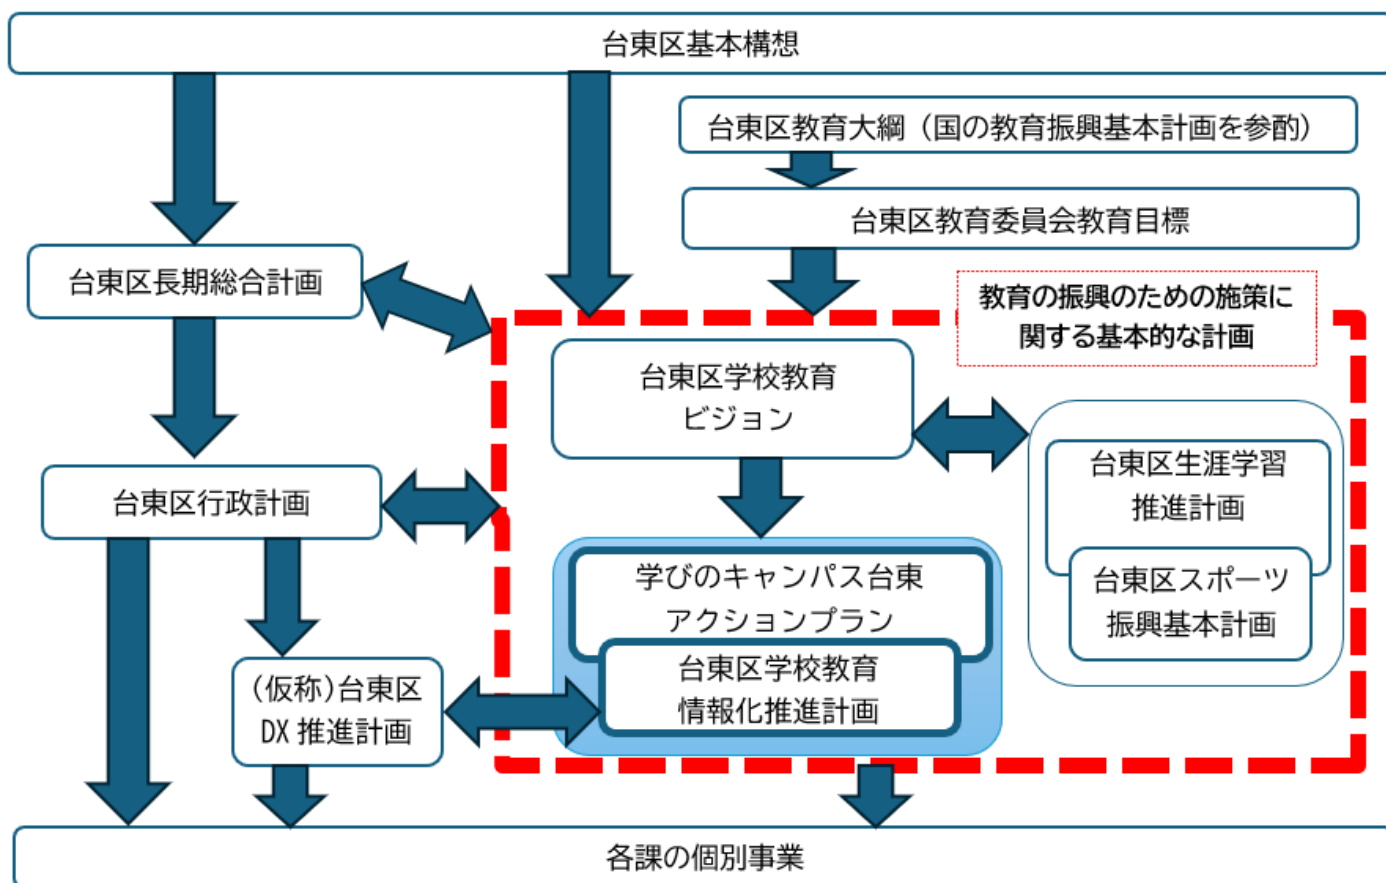 台東区基本構想
台東区教育大綱（国の教育振興基本計画を参酌）
台東区教育委員会教育目標
台東区長期総合計画
教育の振興のための施策に
関する基本的な計画
台東区学校教育
ビジョン
台東区生涯学習
推進計画
台東区スポーツ
振興基本計画
台東区行政計画
学びのキャンパス台東
アクションプラン
台東区学校教育
情報化推進計画
(仮称)台東区
DX 推進計画
各課の個別事業